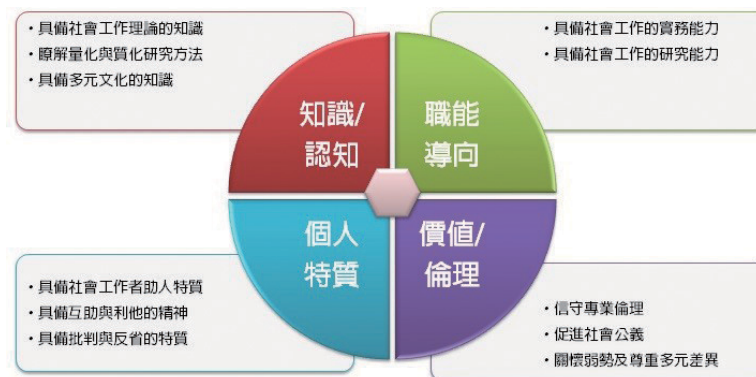 ・具備社會工作理論的知識
・瞭解量化與質化研究方法
・具備多元文化的知識
・具備社會工作的實務能力
・具備社會工作的研究能力
知識/
認知
職能
導向
個人
特質
價值/
倫理
・具備社會工作者助人特質
・具備互助與利他的精神
・具備批判與反省的特質
・信守專業倫理
・促進社會公義
・關懷弱勢及尊重多元差異